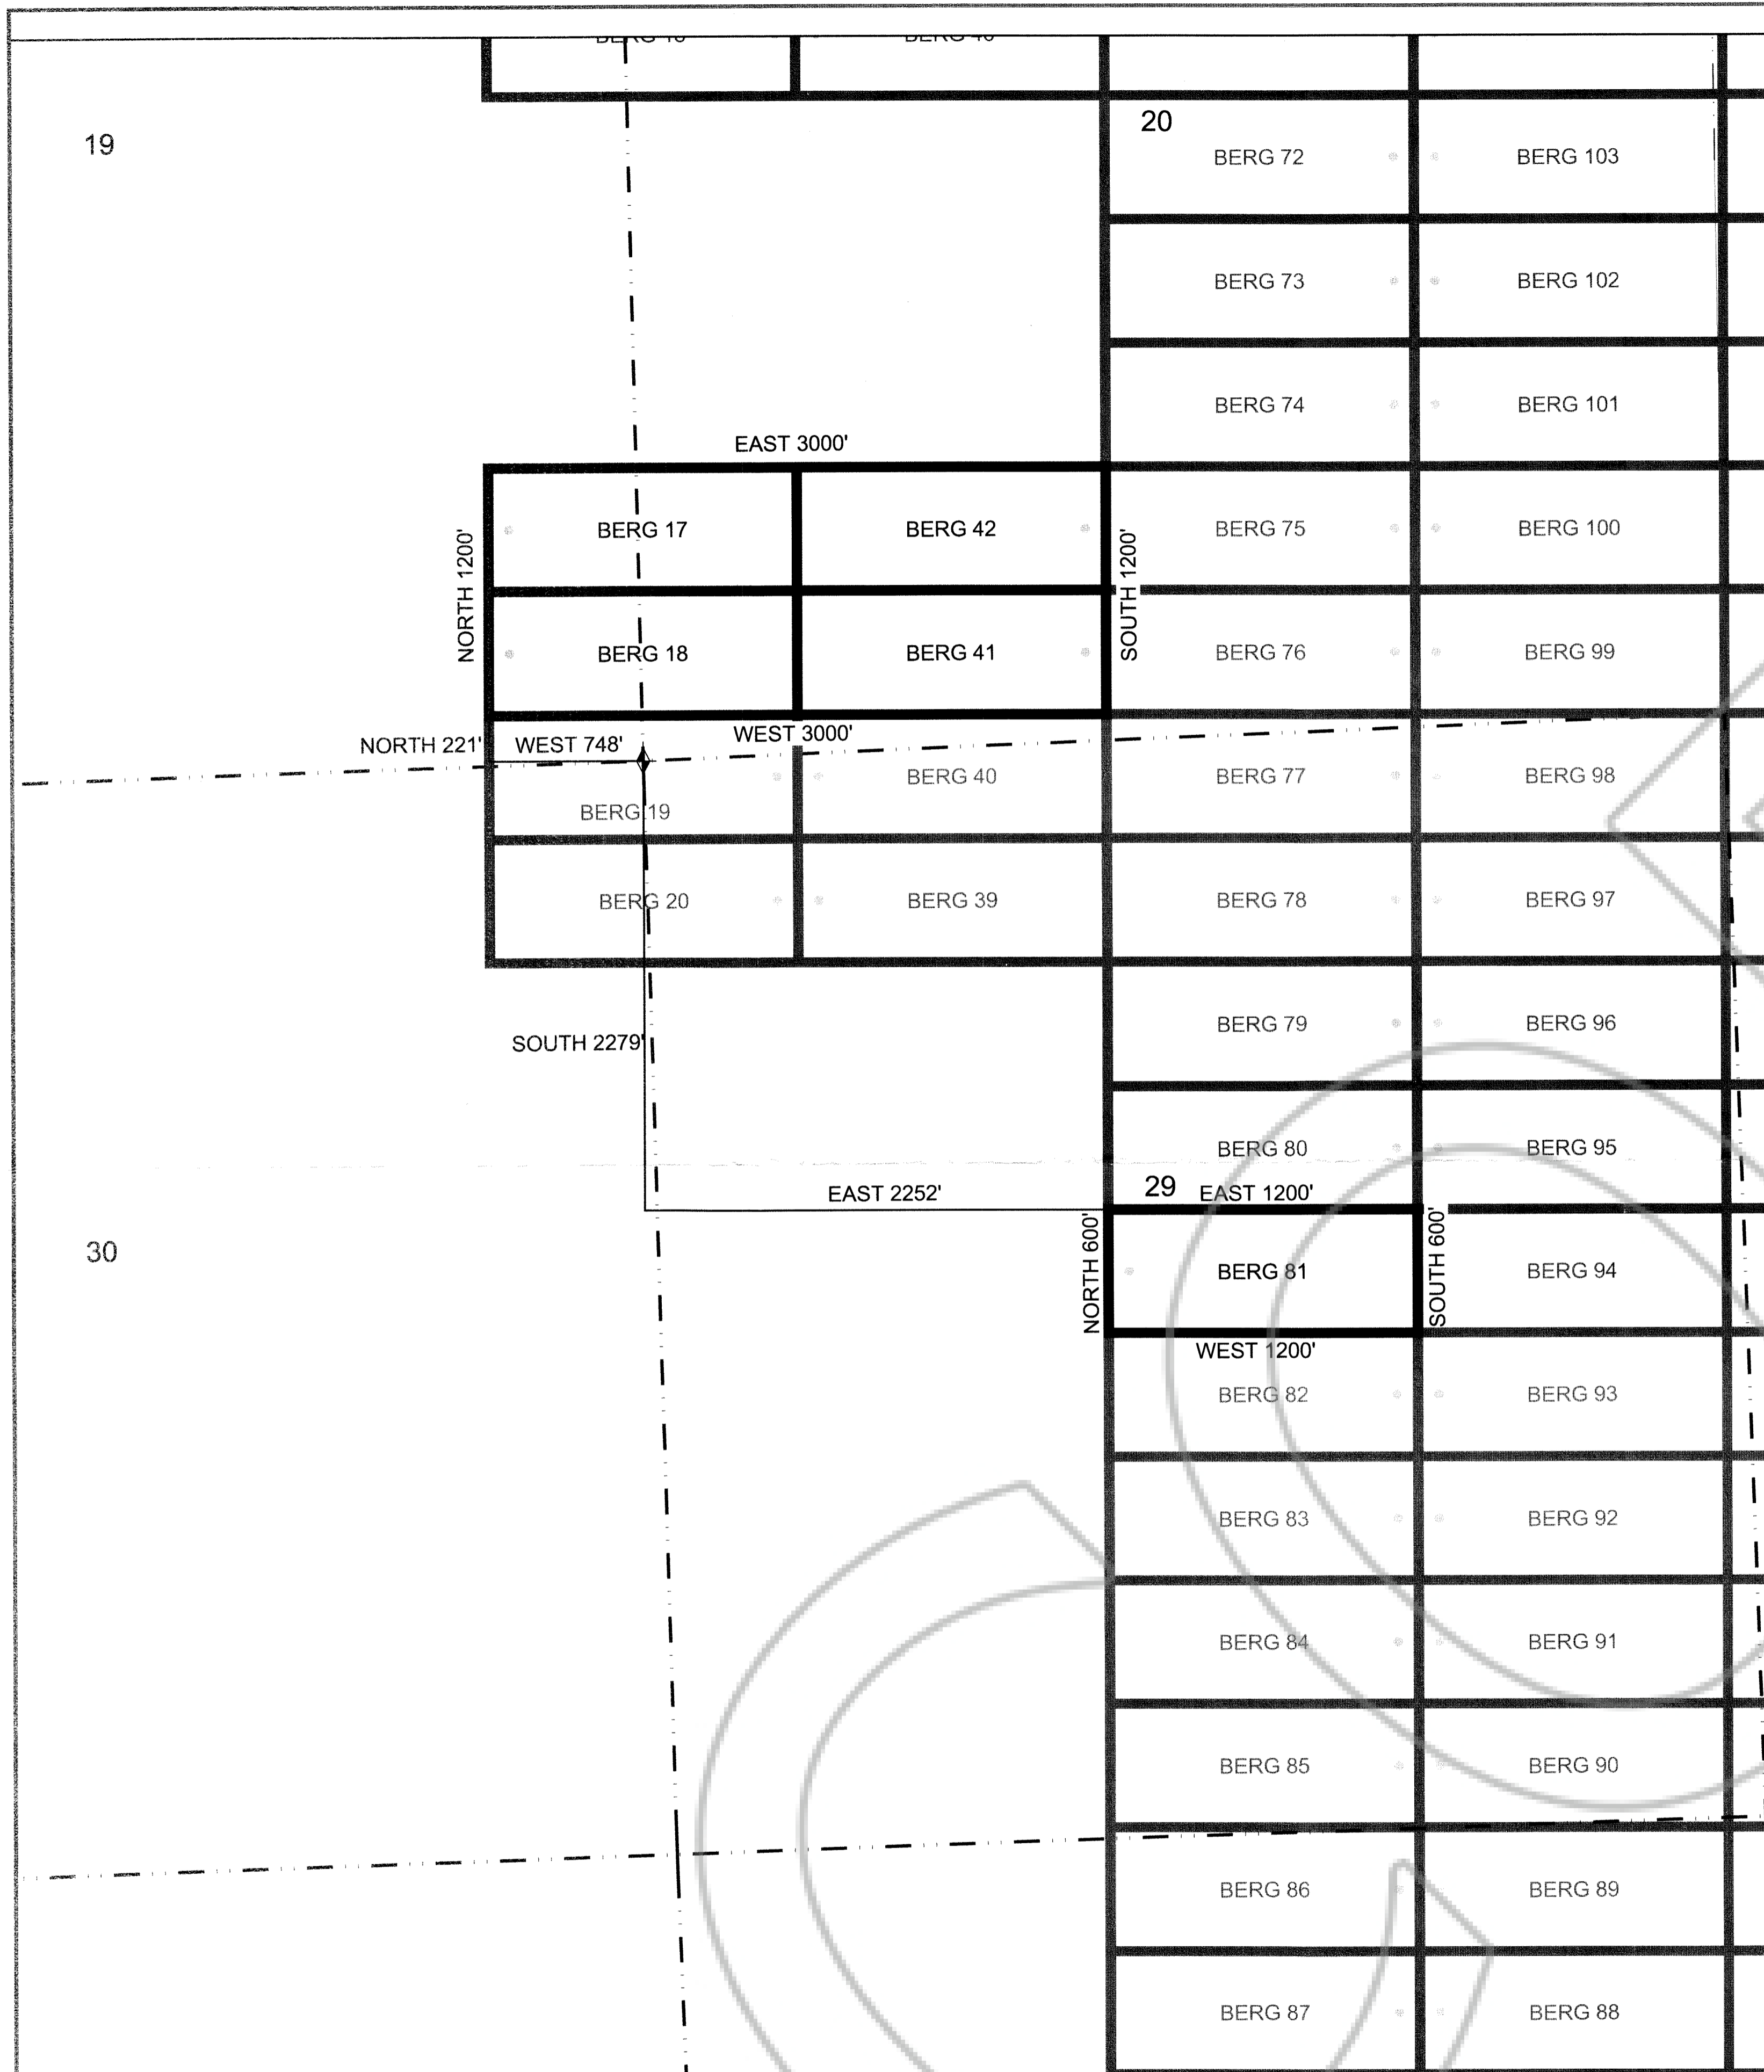 19
20
BERG 72
BERG 103
BERG 73
BERG 102
BERG 74
BERG 101
EAST 3000'
BERG 17
BERG 42
BERG 75
BERG 100
NORTH 1200'
SOUTH 1200'
BERG 18
BERG 41
BERG 76
BERG 99
WEST 3000'
NORTH 221'
WEST 748'
BERG 40
BERG 77
BERG 98
BERG 19
BERG 20
BERG 39
BERG 78
BERG 97
BERG 79
BERG 96
SOUTH 2279'
BERG 80
BERG 95
EAST 2252'
29
EAST 1200'
30
NORTH 600'
BERG 81
SOUTH 600'
BERG 94
WEST 1200'
BERG 82
BERG 93
BERG 83
BERG 92
BERG 84
BERG 91
BERG 85
BERG 90
BERG 86
BERG 89
BERG 87
BERG 88